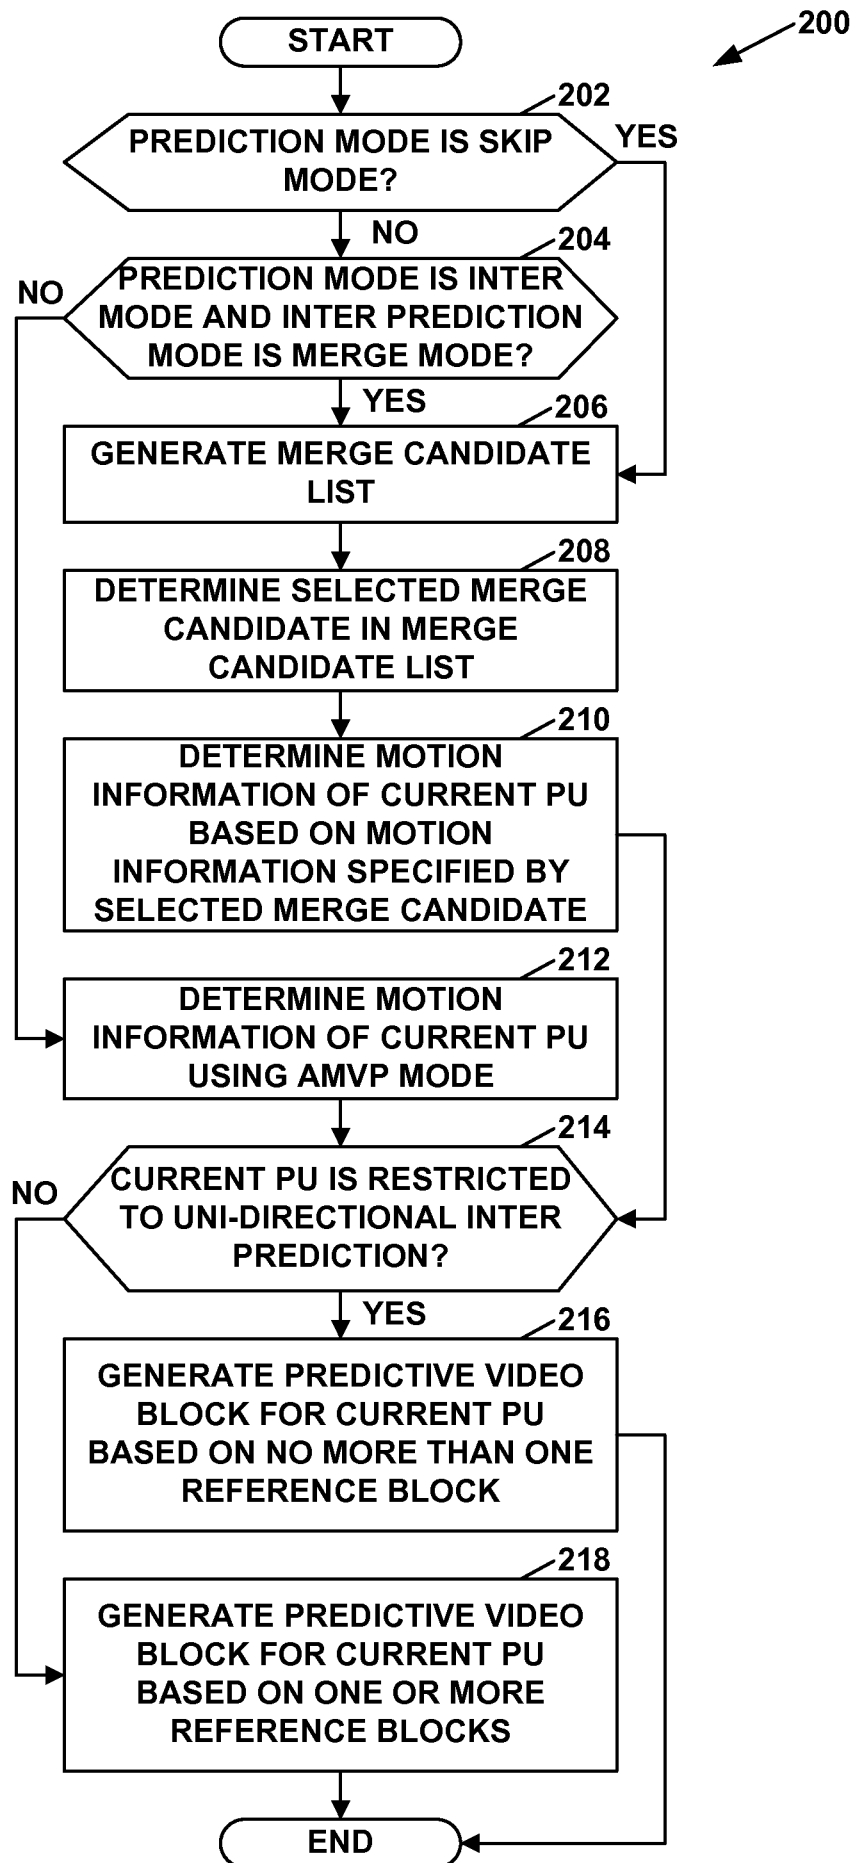 200
START
202
PREDICTION MODE IS SKIP
MODE?
YES
NO
204
PREDICTION MODE IS INTER
MODE AND INTER PREDICTION
MODE IS MERGE MODE?
NO
YES
206
GENERATE MERGE CANDIDATE
LIST
208
DETERMINE SELECTED MERGE
CANDIDATE IN MERGE
CANDIDATE LIST
210
DETERMINE MOTION
INFORMATION OF CURRENT PU
BASED ON MOTION
INFORMATION SPECIFIED BY
SELECTED MERGE CANDIDATE
212
DETERMINE MOTION
INFORMATION OF CURRENT PU
USING AMVP MODE
214
CURRENT PU IS RESTRICTED
TO UNI-DIRECTIONAL INTER
PREDICTION?
NO
YES
216
GENERATE PREDICTIVE VIDEO
BLOCK FOR CURRENT PU
BASED ON NO MORE THAN ONE
REFERENCE BLOCK
218
GENERATE PREDICTIVE VIDEO
BLOCK FOR CURRENT PU
BASED ON ONE OR MORE
REFERENCE BLOCKS
END